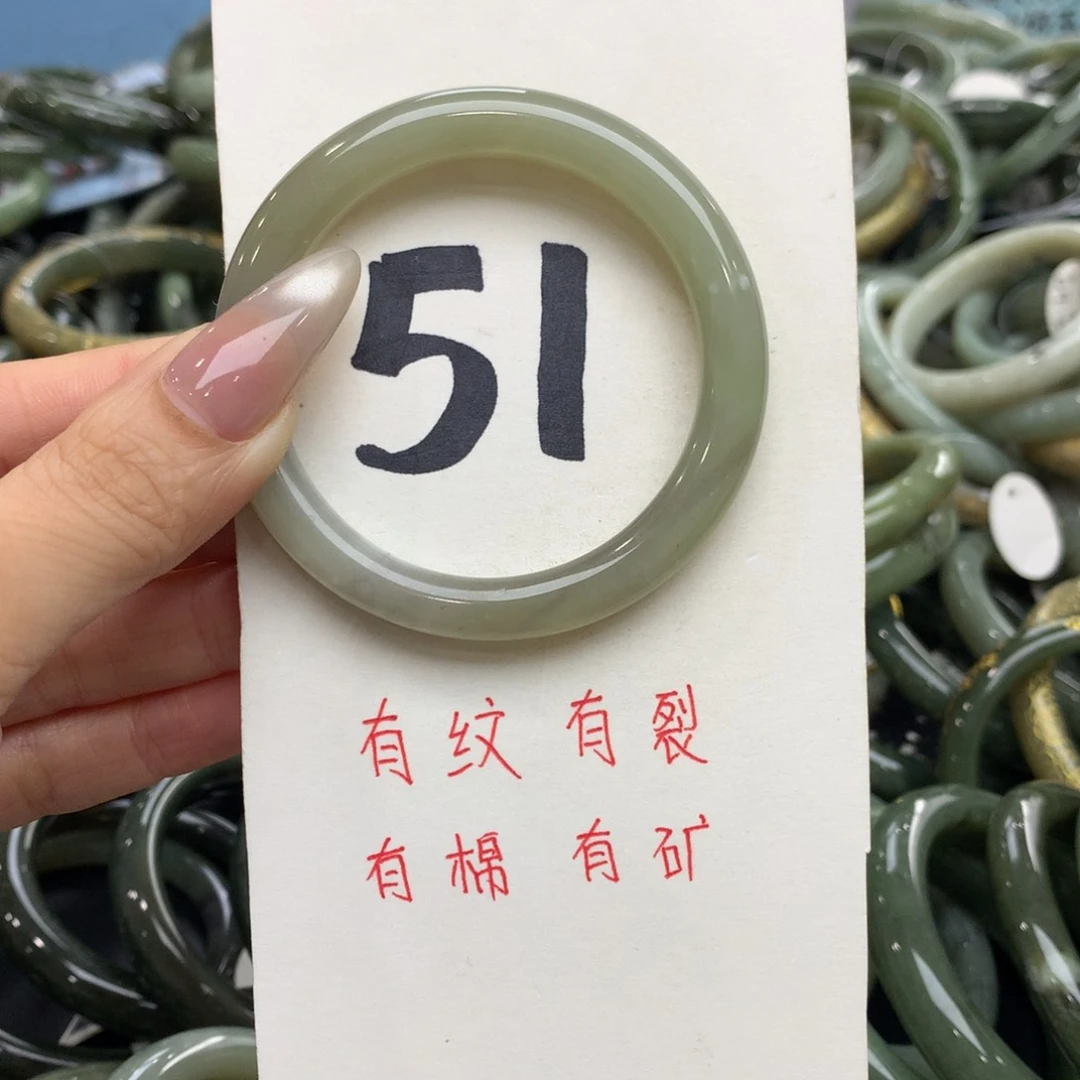 51
有纹 有裂
有棉 有矿